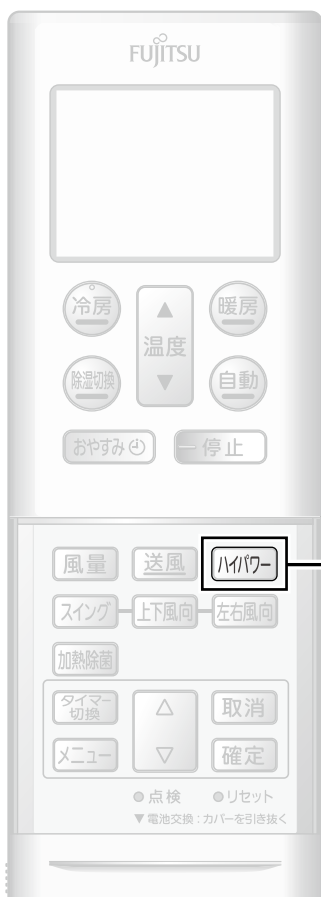 FUJITSU
冷房
温度
暖房
除湿切換
自動
おやすみ
停止
風量 送風 ハイパワー
スイング 上下風向 左右風向
加熱除菌
タイマー
切換
取消
メニュー
確定
点検 リセット
▼電池交換：カバーを引き抜く